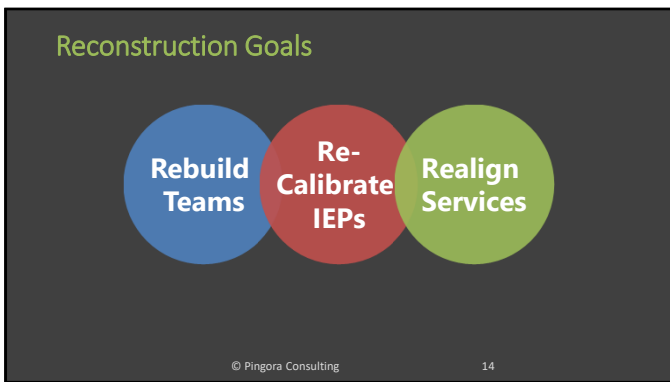 Reconstruction Goals
Rebuild
Teams
Re-
Calibrate
IEPs
Realign
Services
© Pingora Consulting
14